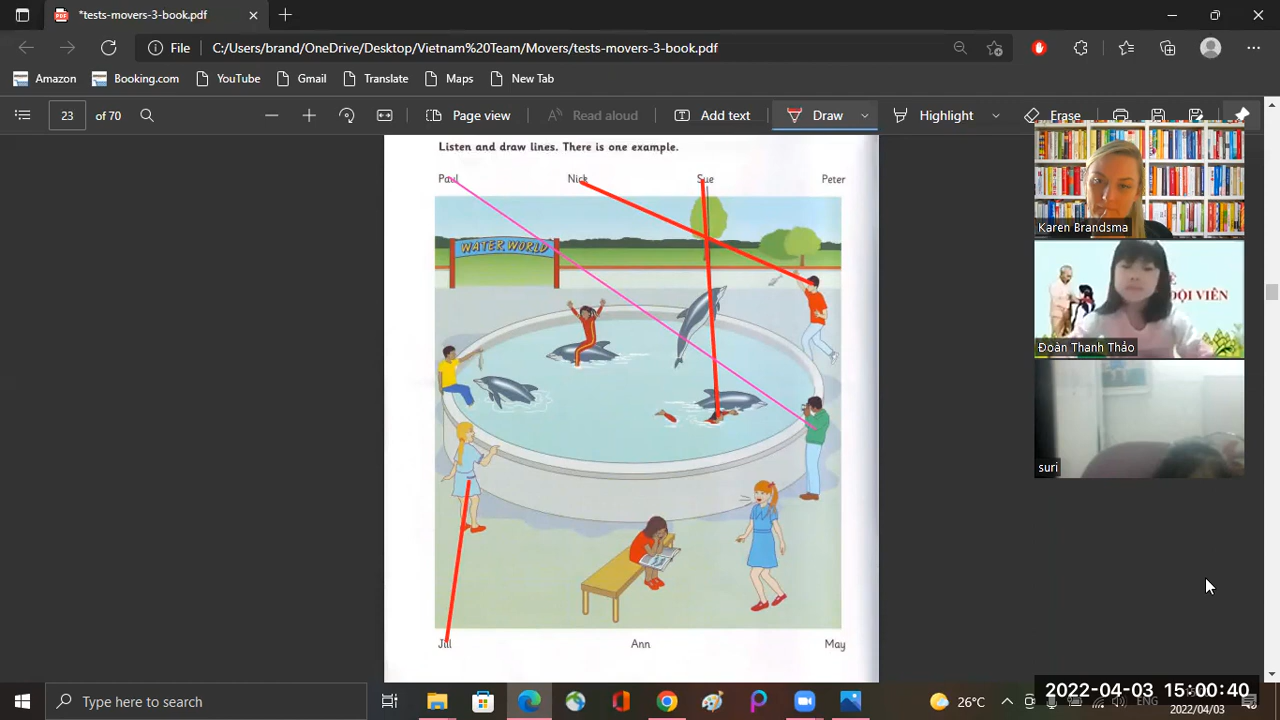 *tests-movers-3-book.pdf
File C:/Users/brand/OneDrive/Desktop/Vietnam%20Team/Movers/tests-movers-3-book.pdf
Amazon Booking.com YouTube Gmail Translate Maps New Tab
23 of 70 Page view Read aloud Add text Draw Highlight Erase
Listen and draw lines. There is one example.
Paul Nick Sue Peter
WATER WORLD
Jill Ann May
Karen Brandsma
ĐỘI VIÊN
Đoàn Thanh Thảo
suri
Type here to search
26°C
ENG
2022-04-03 15:00:40
2022/04/03